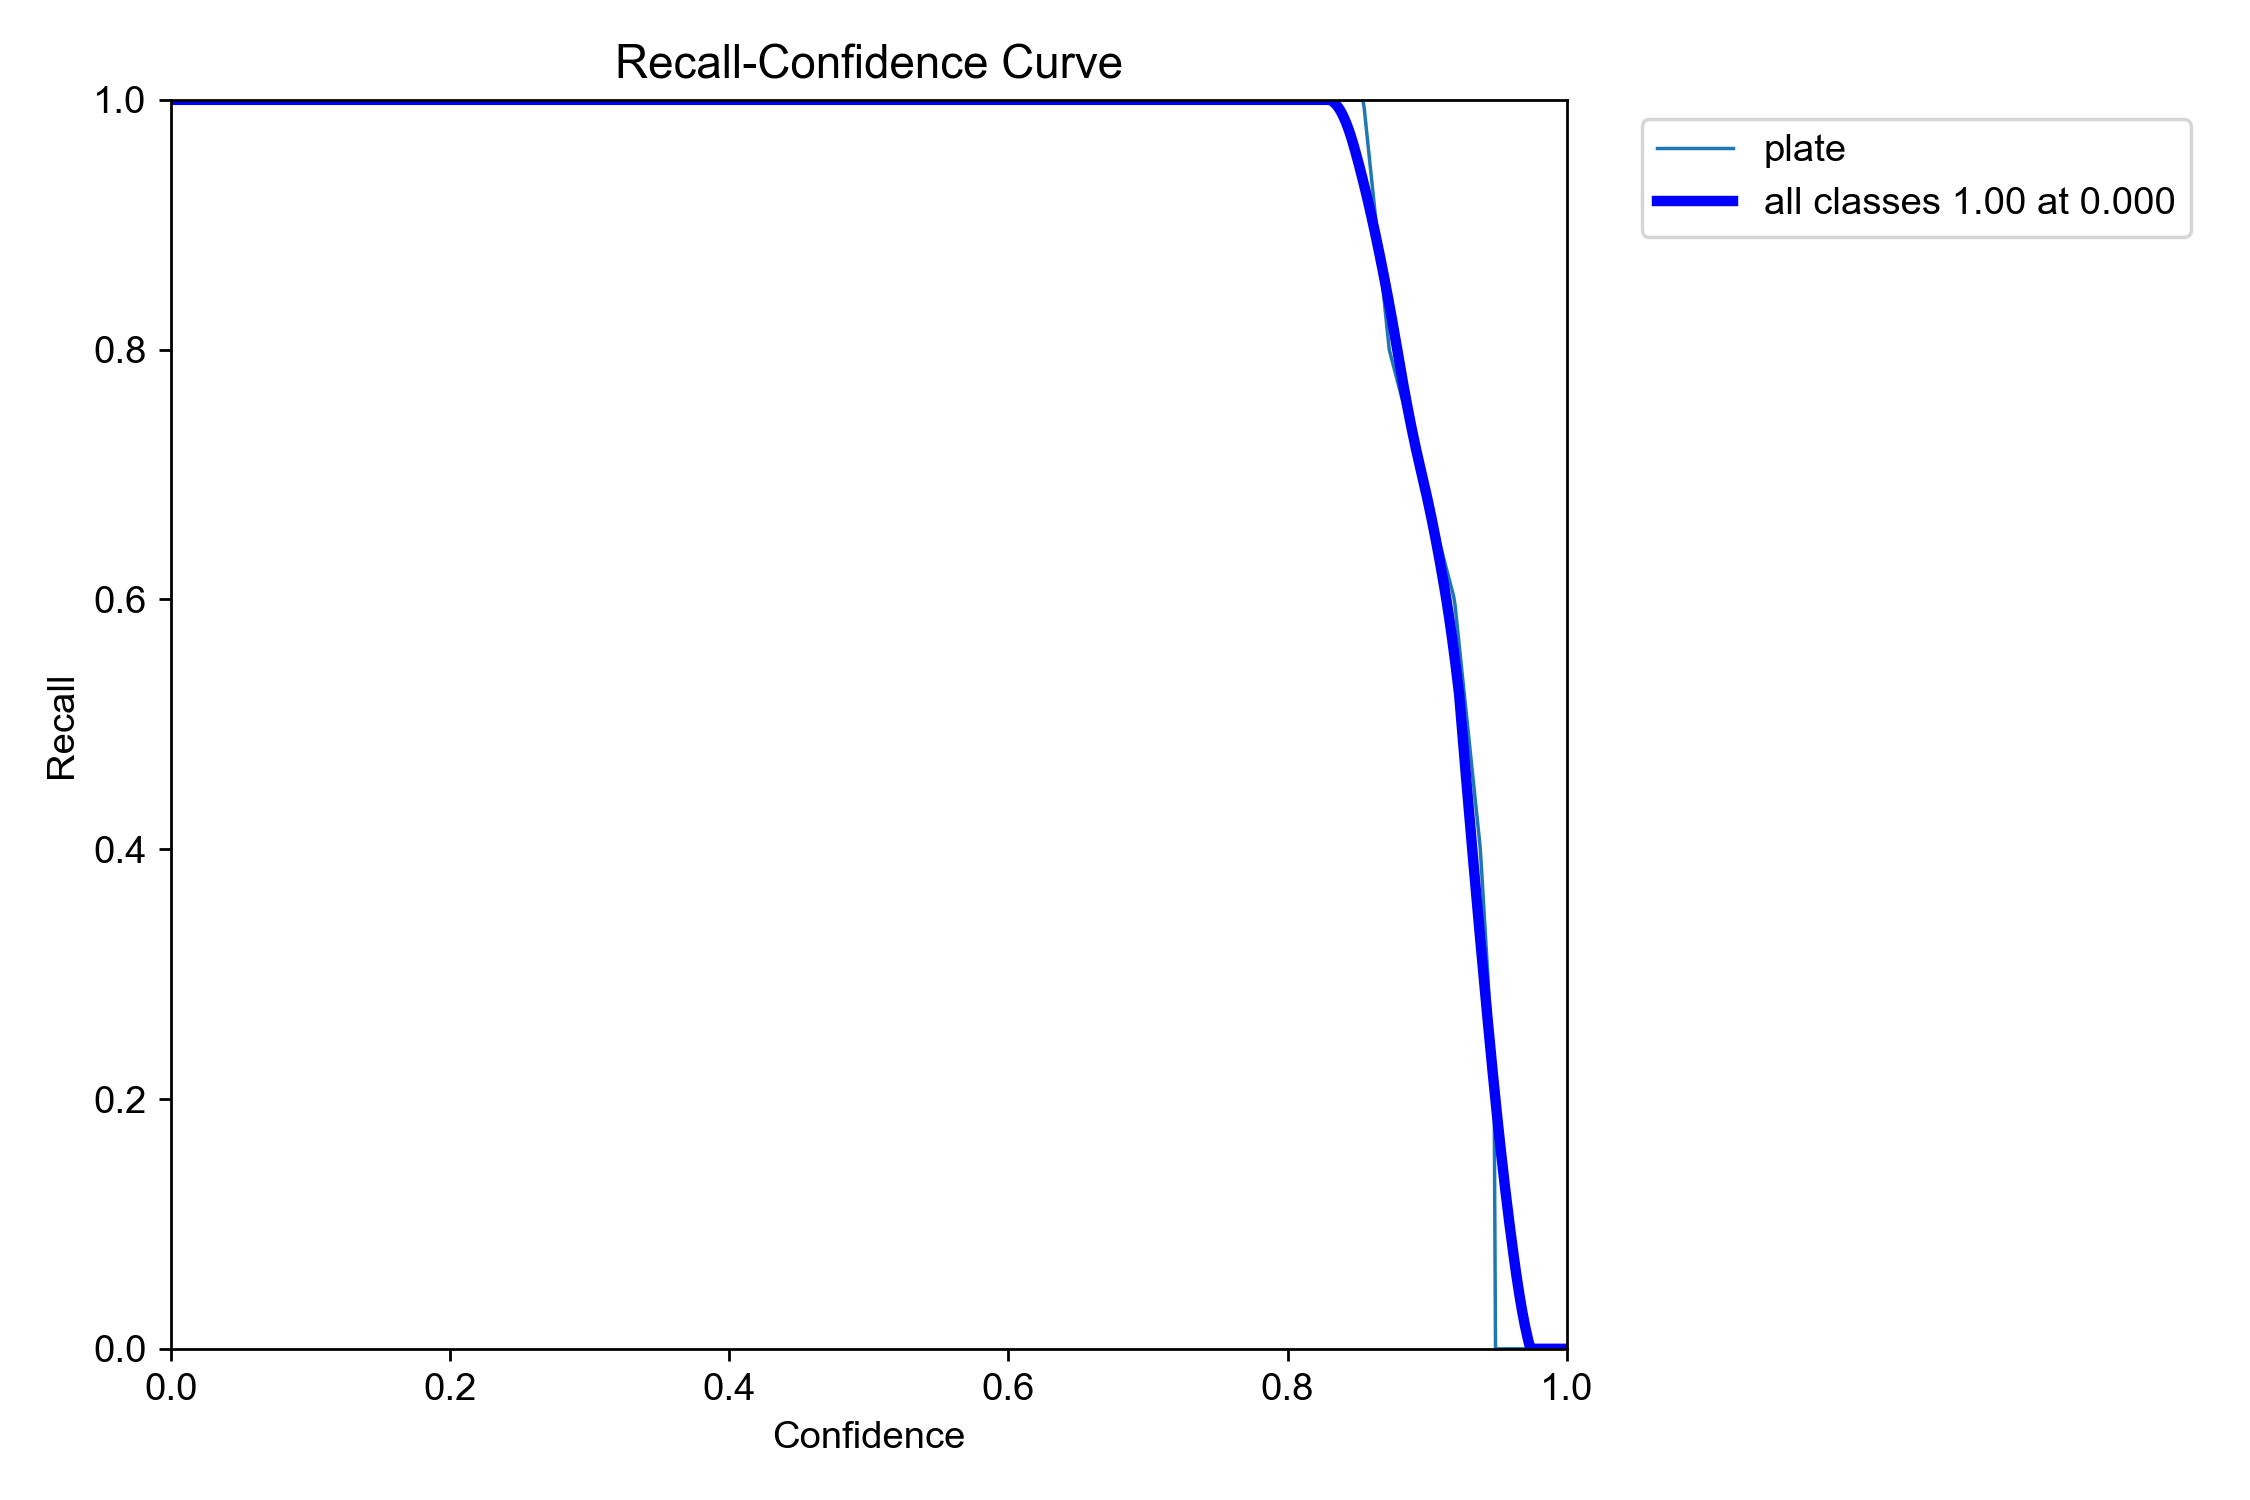 Recall-Confidence Curve
1.0
0.8
0.6
0.4
0.2
0.0
Recall
0.0 0.2 0.4 0.6 0.8 1.0
Confidence
plate
all classes 1.00 at 0.000